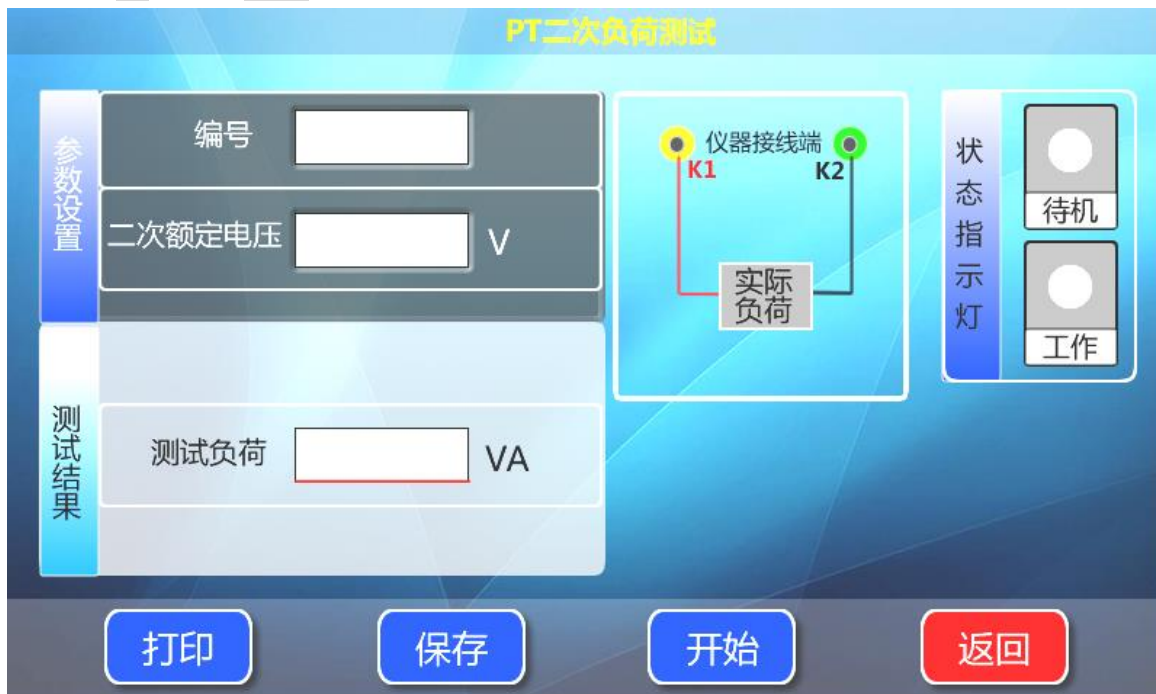 PT二次负荷测试
参数设置
编号
二次额定电压
V
测试结果
测试负荷
VA
仪器接线端
K1
K2
实际
负荷
状态指示灯
待机
工作
打印
保存
开始
返回